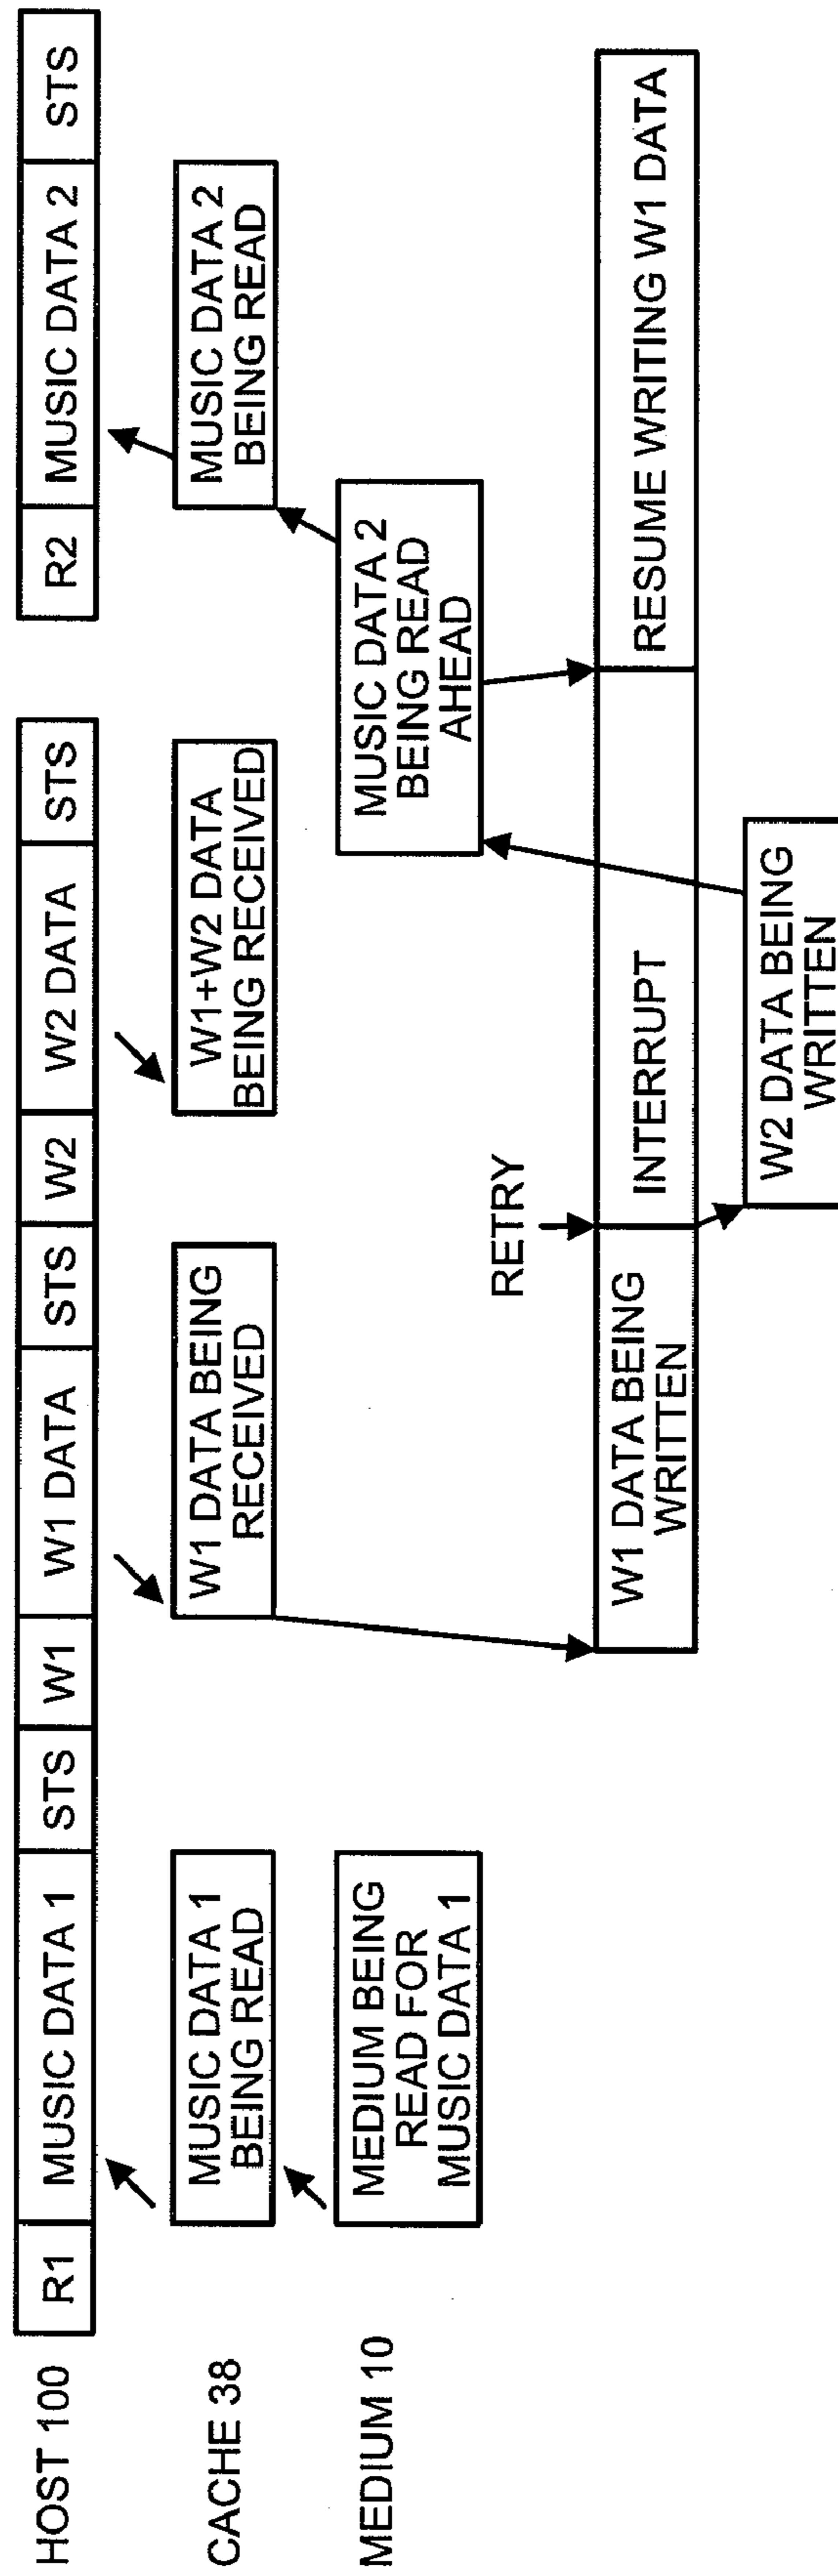 HOST 100
R1
MUSIC DATA 1
STS
W1
W1 DATA
STS
W2
W2 DATA
STS
R2
MUSIC DATA 2
STS
CACHE 38
MUSIC DATA 1
BEING READ
W1 DATA BEING
RECEIVED
W1+W2 DATA
BEING RECEIVED
MUSIC DATA 2
BEING READ
MEDIUM 10
MEDIUM BEING
READ FOR
MUSIC DATA 1
MUSIC DATA 2
BEING READ
AHEAD
RETRY
W1 DATA BEING
WRITTEN
INTERRUPT
RESUME WRITING W1 DATA
W2 DATA BEING
WRITTEN